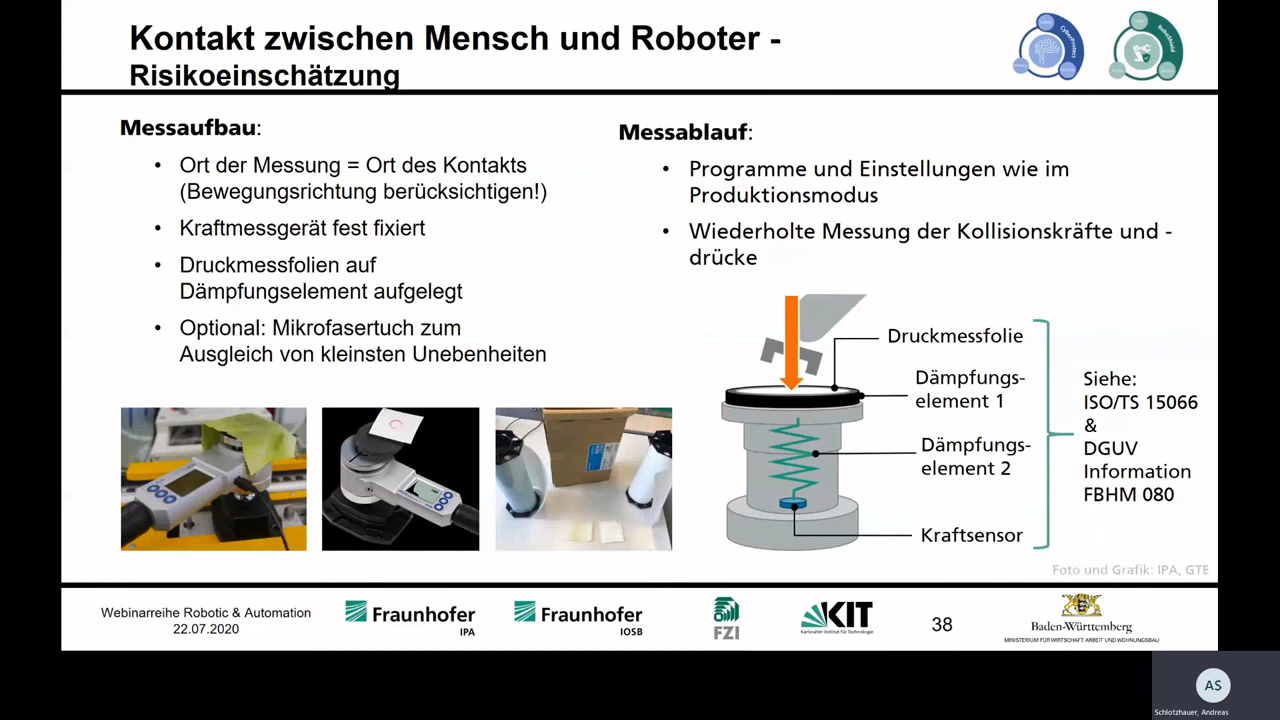 Kontakt zwischen Mensch und Roboter -
Risikoeinschätzung
Messaufbau:
• Ort der Messung = Ort des Kontakts
(Bewegungsrichtung berücksichtigen!)
• Kraftmessgerät fest fixiert
• Druckmessfolien auf
Dämpfungselement aufgelegt
• Optional: Mikrofasertuch zum
Ausgleich von kleinsten Unebenheiten
Messablauf:
• Programme und Einstellungen wie im
Produktionsmodus
• Wiederholte Messung der Kollisionskräfte und -
drücke
Druckmessfolie
Dämpfungs-
element 1
Dämpfungs-
element 2
Kraftsensor
Siehe:
ISO/TS 15066
&
DGUV
Information
FBHM 080
Foto und Grafik: IPA, GTE
Webinarreihe Robotic & Automation
22.07.2020
Fraunhofer
IPA
Fraunhofer
IOSB
FZI
KIT
Karlsruher Institut für Technologie
38
Baden-Württemberg
MINISTERIUM FÜR WIRTSCHAFT, ARBEIT UND WOHNUNGSBAU
AS
Schlotzhauer, Andreas